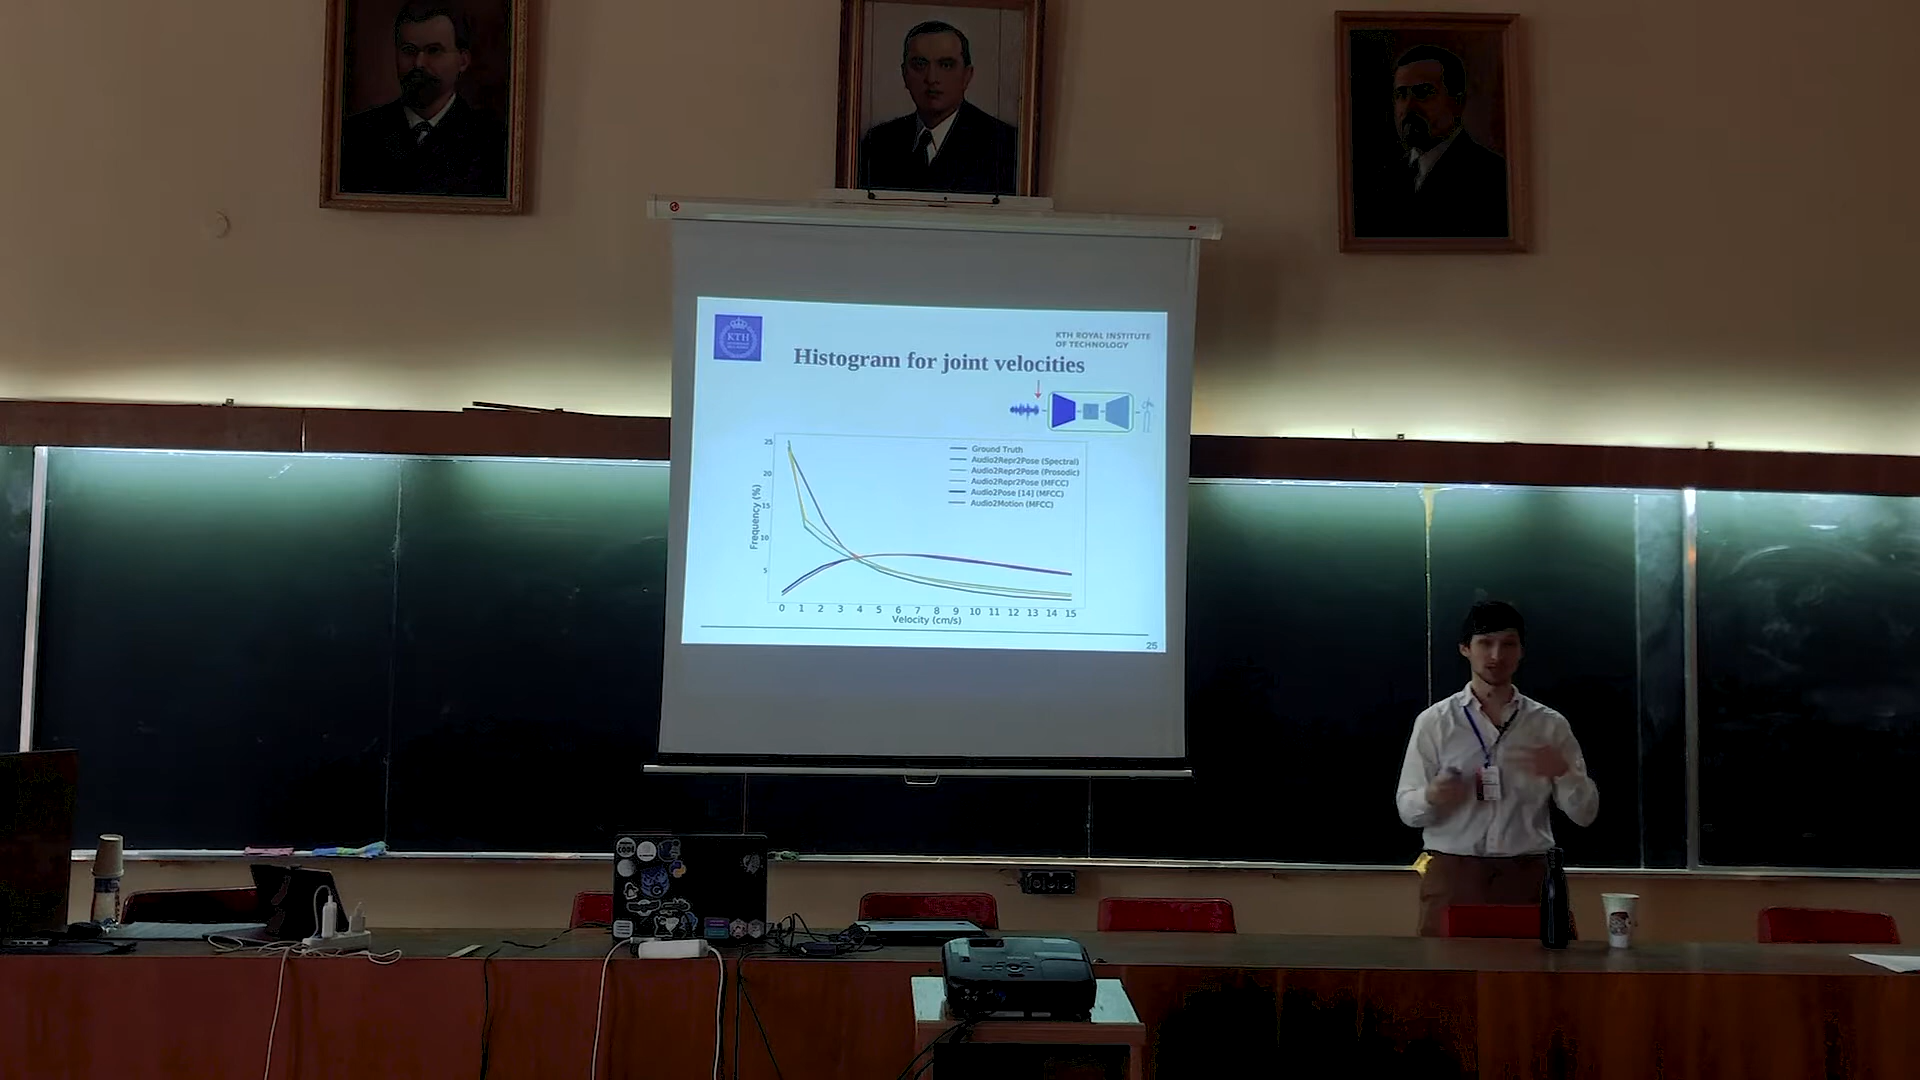 KTH
KTH ROYAL INSTITUTE
OF TECHNOLOGY
Histogram for joint velocities
Ground Truth
Audio2Repr2Pose (Spectral)
Audio2Repr2Pose (Prosodic)
Audio2Repr2Pose (MFCC)
Audio2Pose [14] (MFCC)
Audio2Motion (MFCC)
Frequency (%)
25
20
15
10
5
0 1 2 3 4 5 6 7 8 9 10 11 12 13 14 15
Velocity (cm/s)
25